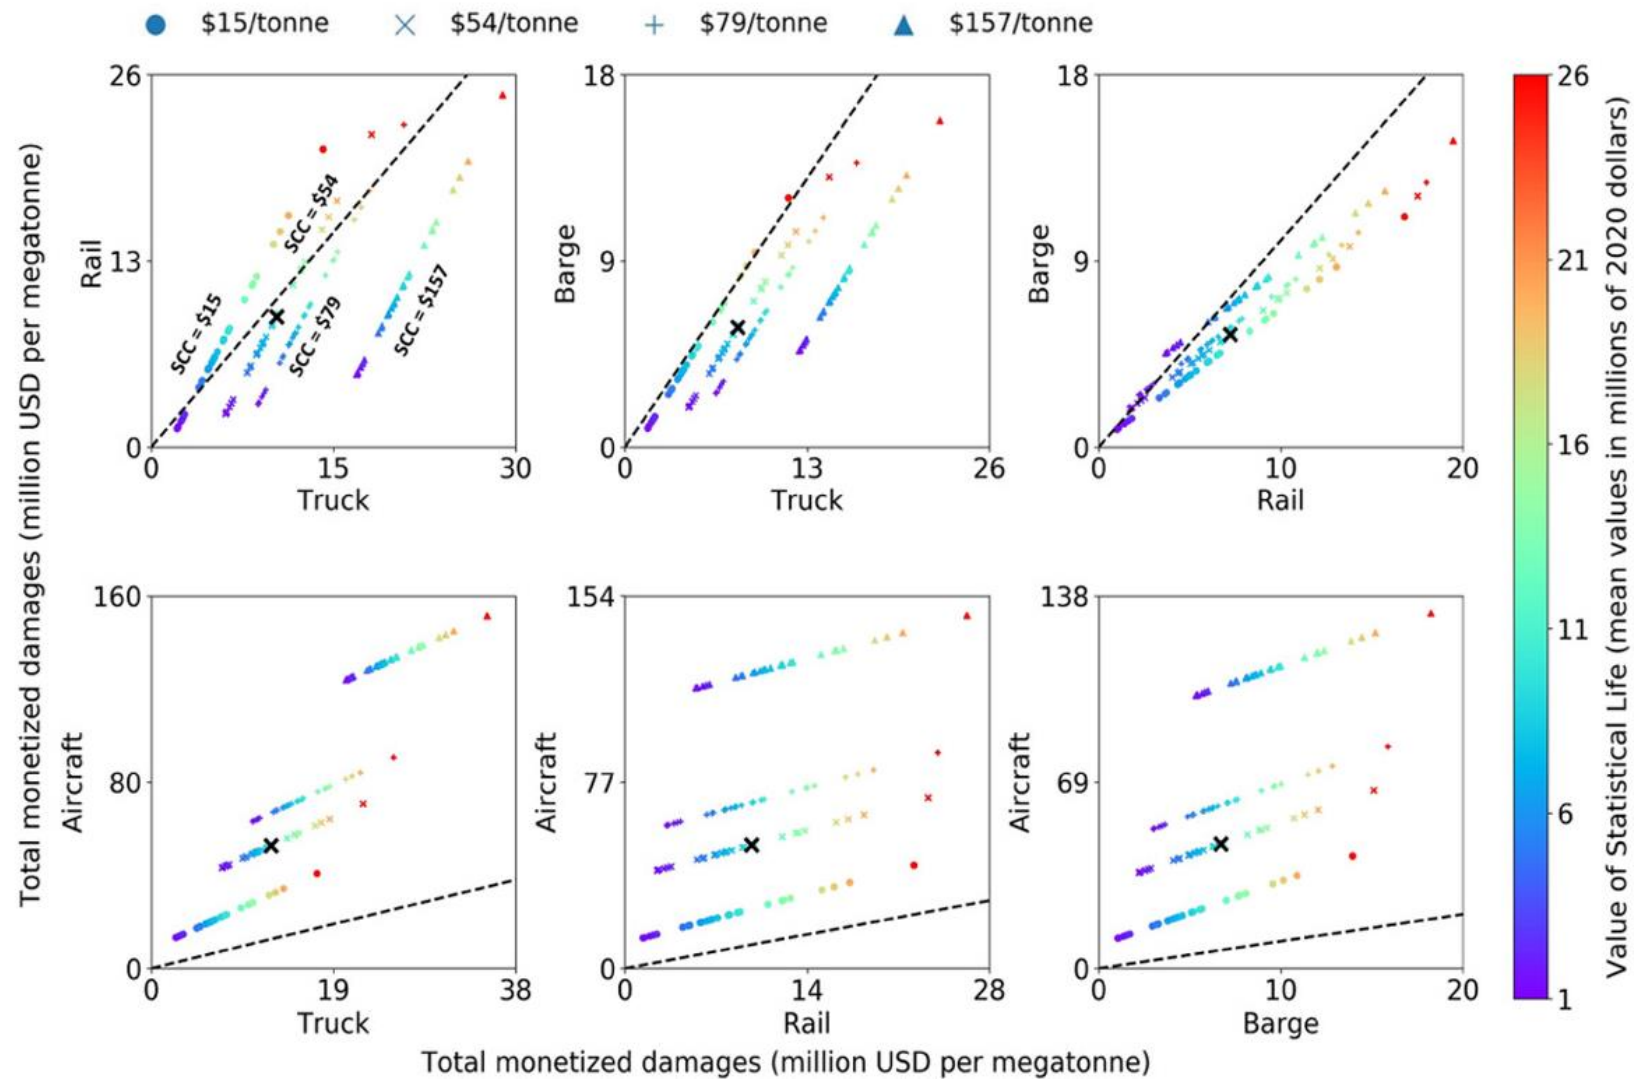 $15/tonne $54/tonne $79/tonne $157/tonne
Total monetized damages (million USD per megatonne)
26
13
0
Rail
SCC = $15
SCC = $54
SCC = $79
SCC = $157
0 15 30
Truck
18
9
0
Barge
0 13 26
Truck
18
9
0
Barge
0 10 20
Rail
160
80
0
Aircraft
0 19 38
Truck
154
77
0
Aircraft
0 14 28
Rail
138
69
0
Aircraft
0 10 20
Barge
Total monetized damages (million USD per megatonne)
26
21
16
11
6
1
Value of Statistical Life (mean values in millions of 2020 dollars)